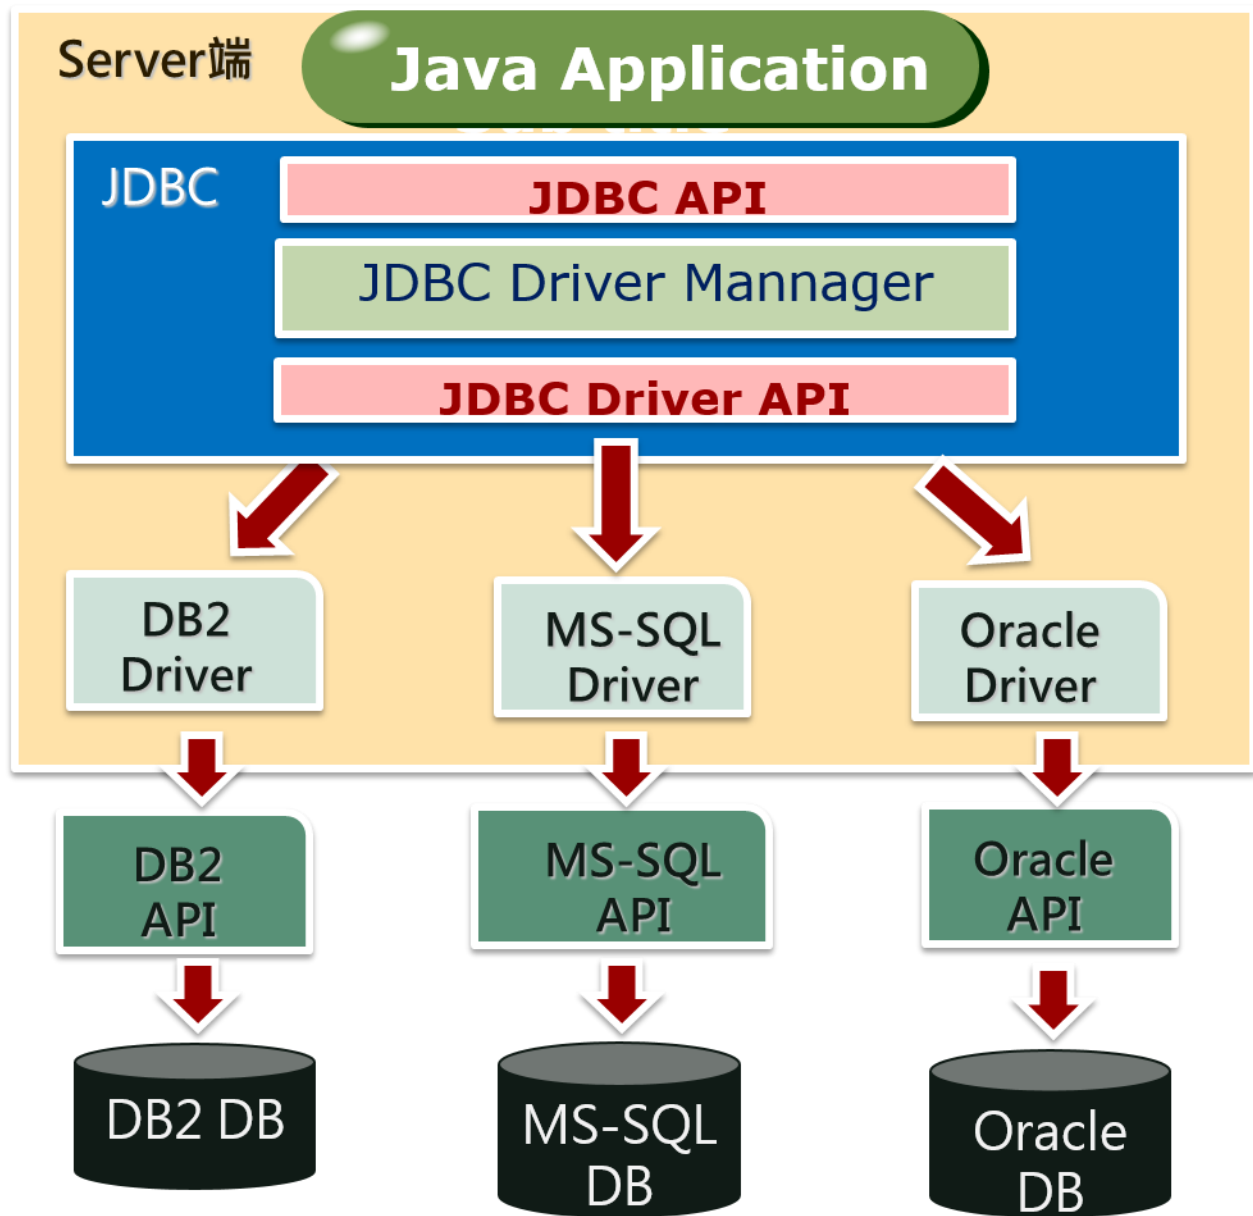 Server端
Java Application
JDBC
JDBC API
JDBC Driver Mannager
JDBC Driver API
DB2
Driver
MS-SQL
Driver
Oracle
Driver
DB2
API
MS-SQL
API
Oracle
API
DB2 DB
MS-SQL
DB
Oracle
DB